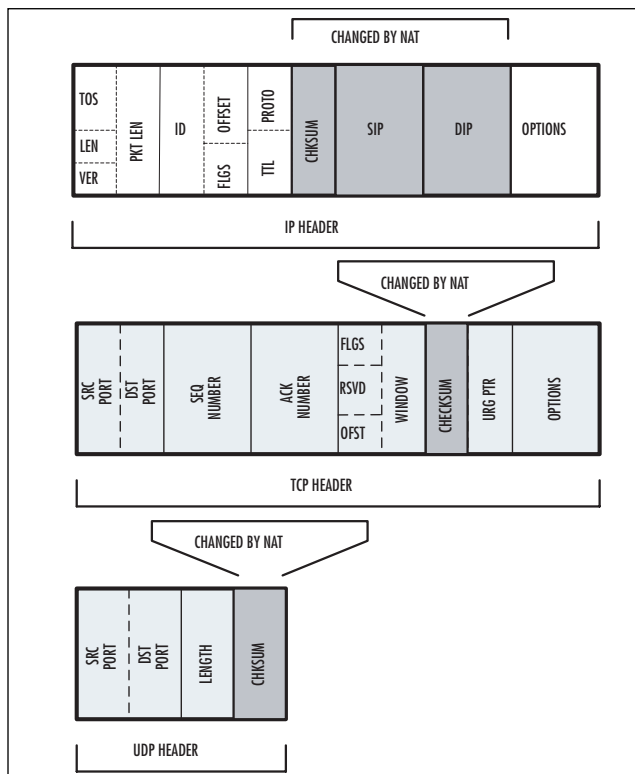 CHANGED BY NAT
TOS
LEN
VER
PKT LEN
ID
OFFSET
FLGS
PROTO
TTL
CHKSUM
SIP
DIP
OPTIONS
IP HEADER
CHANGED BY NAT
SRC
PORT
DST
PORT
SEQ
NUMBER
ACK
NUMBER
FLGS
RSVD
OFST
WINDOW
CHECKSUM
URG PTR
OPTIONS
TCP HEADER
CHANGED BY NAT
SRC
PORT
DST
PORT
LENGTH
CHKSUM
UDP HEADER